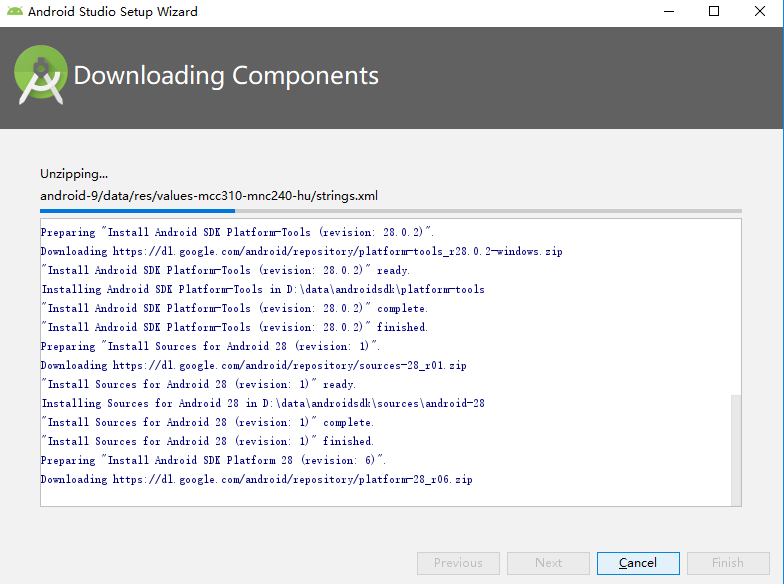 Android Studio Setup Wizard
Downloading Components
Unzipping...
android-9/data/res/values-mcc310-mnc240-hu/strings.xml
Preparing "Install Android SDK Platform-Tools (revision: 28.0.2)".
Downloading https://dl.google.com/android/repository/platform-tools_r28.0.2-windows.zip
"Install Android SDK Platform-Tools (revision: 28.0.2)" ready.
Installing Android SDK Platform-Tools in D:\data\androidsdk\platform-tools
"Install Android SDK Platform-Tools (revision: 28.0.2)" complete.
"Install Android SDK Platform-Tools (revision: 28.0.2)" finished.
Preparing "Install Sources for Android 28 (revision: 1)".
Downloading https://dl.google.com/android/repository/sources-28_r01.zip
"Install Sources for Android 28 (revision: 1)" ready.
Installing Sources for Android 28 in D:\data\androidsdk\sources\android-28
"Install Sources for Android 28 (revision: 1)" complete.
"Install Sources for Android 28 (revision: 1)" finished.
Preparing "Install Android SDK Platform 28 (revision: 6)".
Downloading https://dl.google.com/android/repository/platform-28_r06.zip
Previous Next Cancel Finish